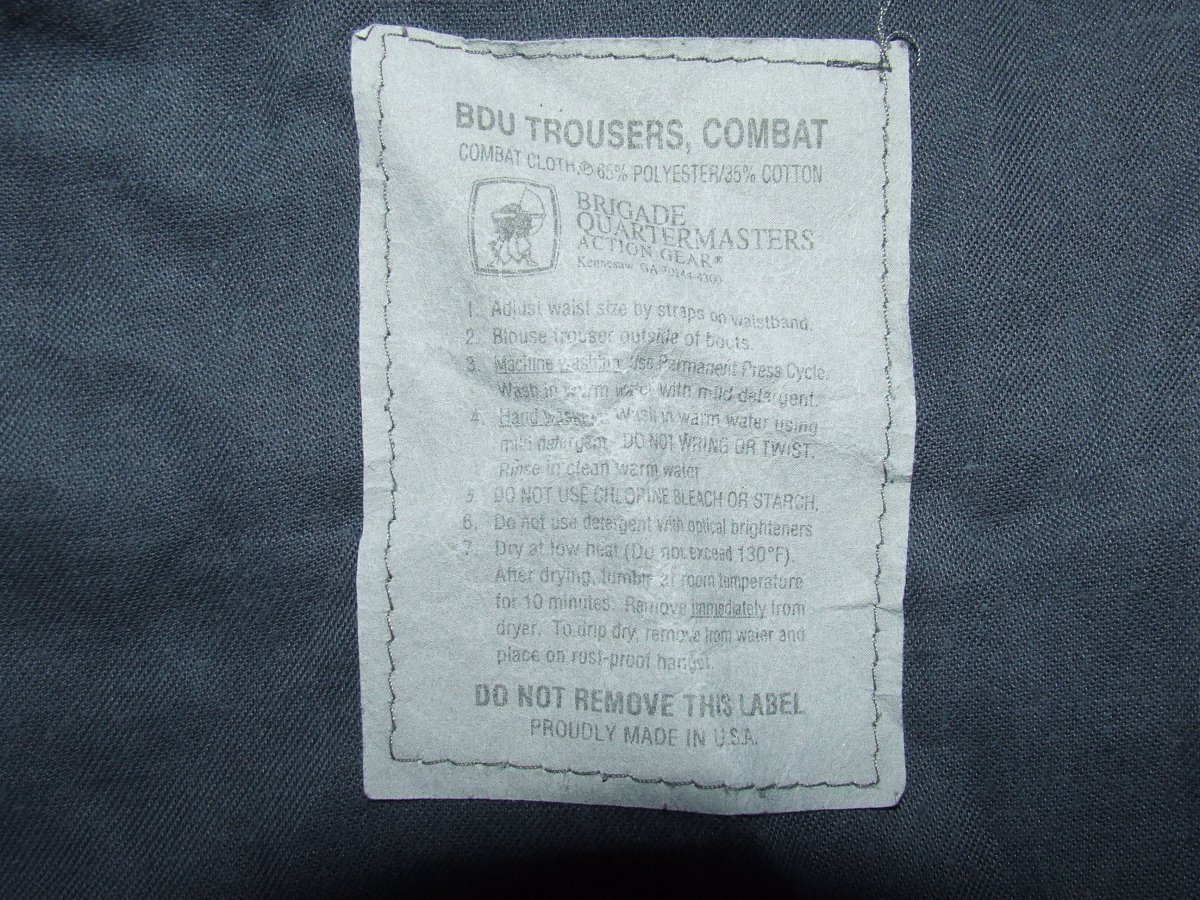 BDU TROUSERS, COMBAT
COMBAT CLOTH,® 65% POLYESTER/35% COTTON
BRIGADE
QUARTERMASTERS
ACTION GEAR®
Kennesaw, GA 30144-4300
1. Adjust waist size by straps on waistband.
2. Blouse trouser outside of boots.
3. Machine washing: Use Permanent Press Cycle.
Wash in warm water with mild detergent.
4. Hand Wash in warm water using
mild detergent. DO NOT WRING OR TWIST.
Rinse in clean warm water.
5. DO NOT USE CHLORINE BLEACH OR STARCH.
6. Do not use detergent with optical brighteners
7. Dry at low heat (Do not exceed 130°F).
After drying, tumble at room temperature
for 10 minutes. Remove immediately from
dryer. To drip dry, remove from water and
place on rust-proof hanger.
DO NOT REMOVE THIS LABEL
PROUDLY MADE IN U.S.A.